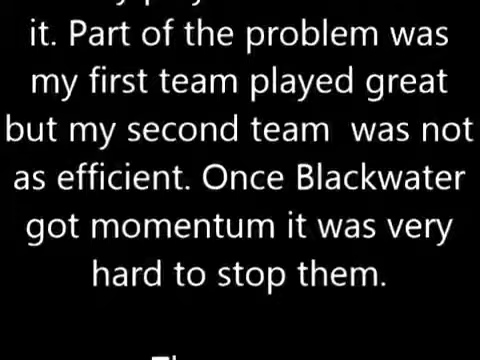 it. Part of the problem was
my first team played great
but my second team  was not
as efficient. Once Blackwater
got momentum it was very
hard to stop them.